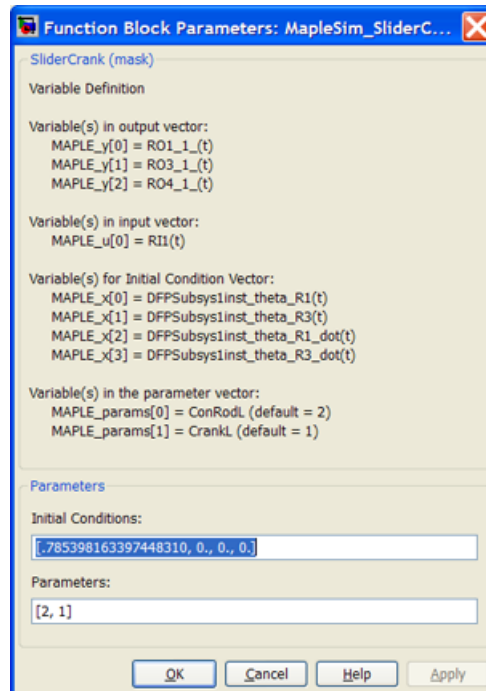 Function Block Parameters: MapleSim_SliderC...
SliderCrank (mask)
Variable Definition
Variable(s) in output vector:
MAPLE_y[0] = RO1_1_(t)
MAPLE_y[1] = RO3_1_(t)
MAPLE_y[2] = RO4_1_(t)
Variable(s) in input vector:
MAPLE_u[0] = RI1(t)
Variable(s) for Initial Condition Vector:
MAPLE_x[0] = DFPSubsys1inst_theta_R1(t)
MAPLE_x[1] = DFPSubsys1inst_theta_R3(t)
MAPLE_x[2] = DFPSubsys1inst_theta_R1_dot(t)
MAPLE_x[3] = DFPSubsys1inst_theta_R3_dot(t)
Variable(s) in the parameter vector:
MAPLE_params[0] = ConRodL (default = 2)
MAPLE_params[1] = CrankL (default = 1)
Parameters
Initial Conditions:
[.785398163397448310, 0., 0., 0.]
Parameters:
[2, 1]
OK Cancel Help Apply